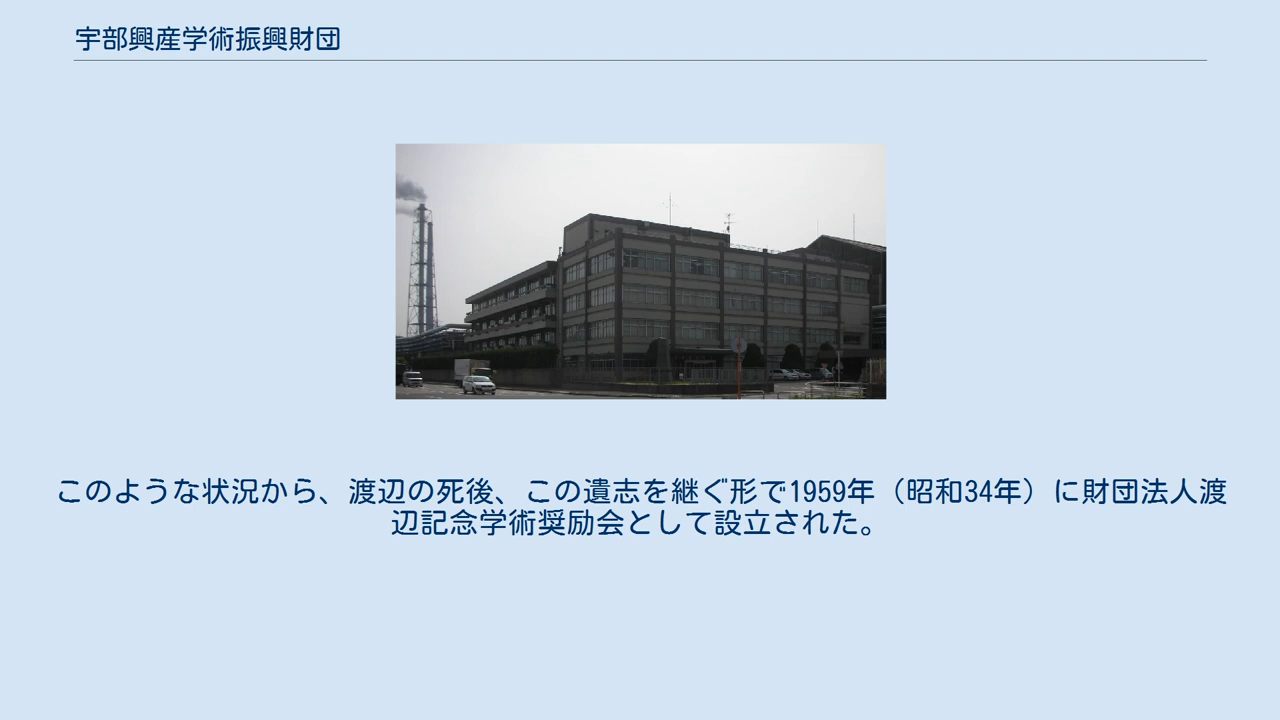 宇部興産学術振興財団
このような状況から、渡辺の死後、この遺志を継ぐ形で1959年（昭和34年）に財団法人渡
辺記念学術奨励会として設立された。